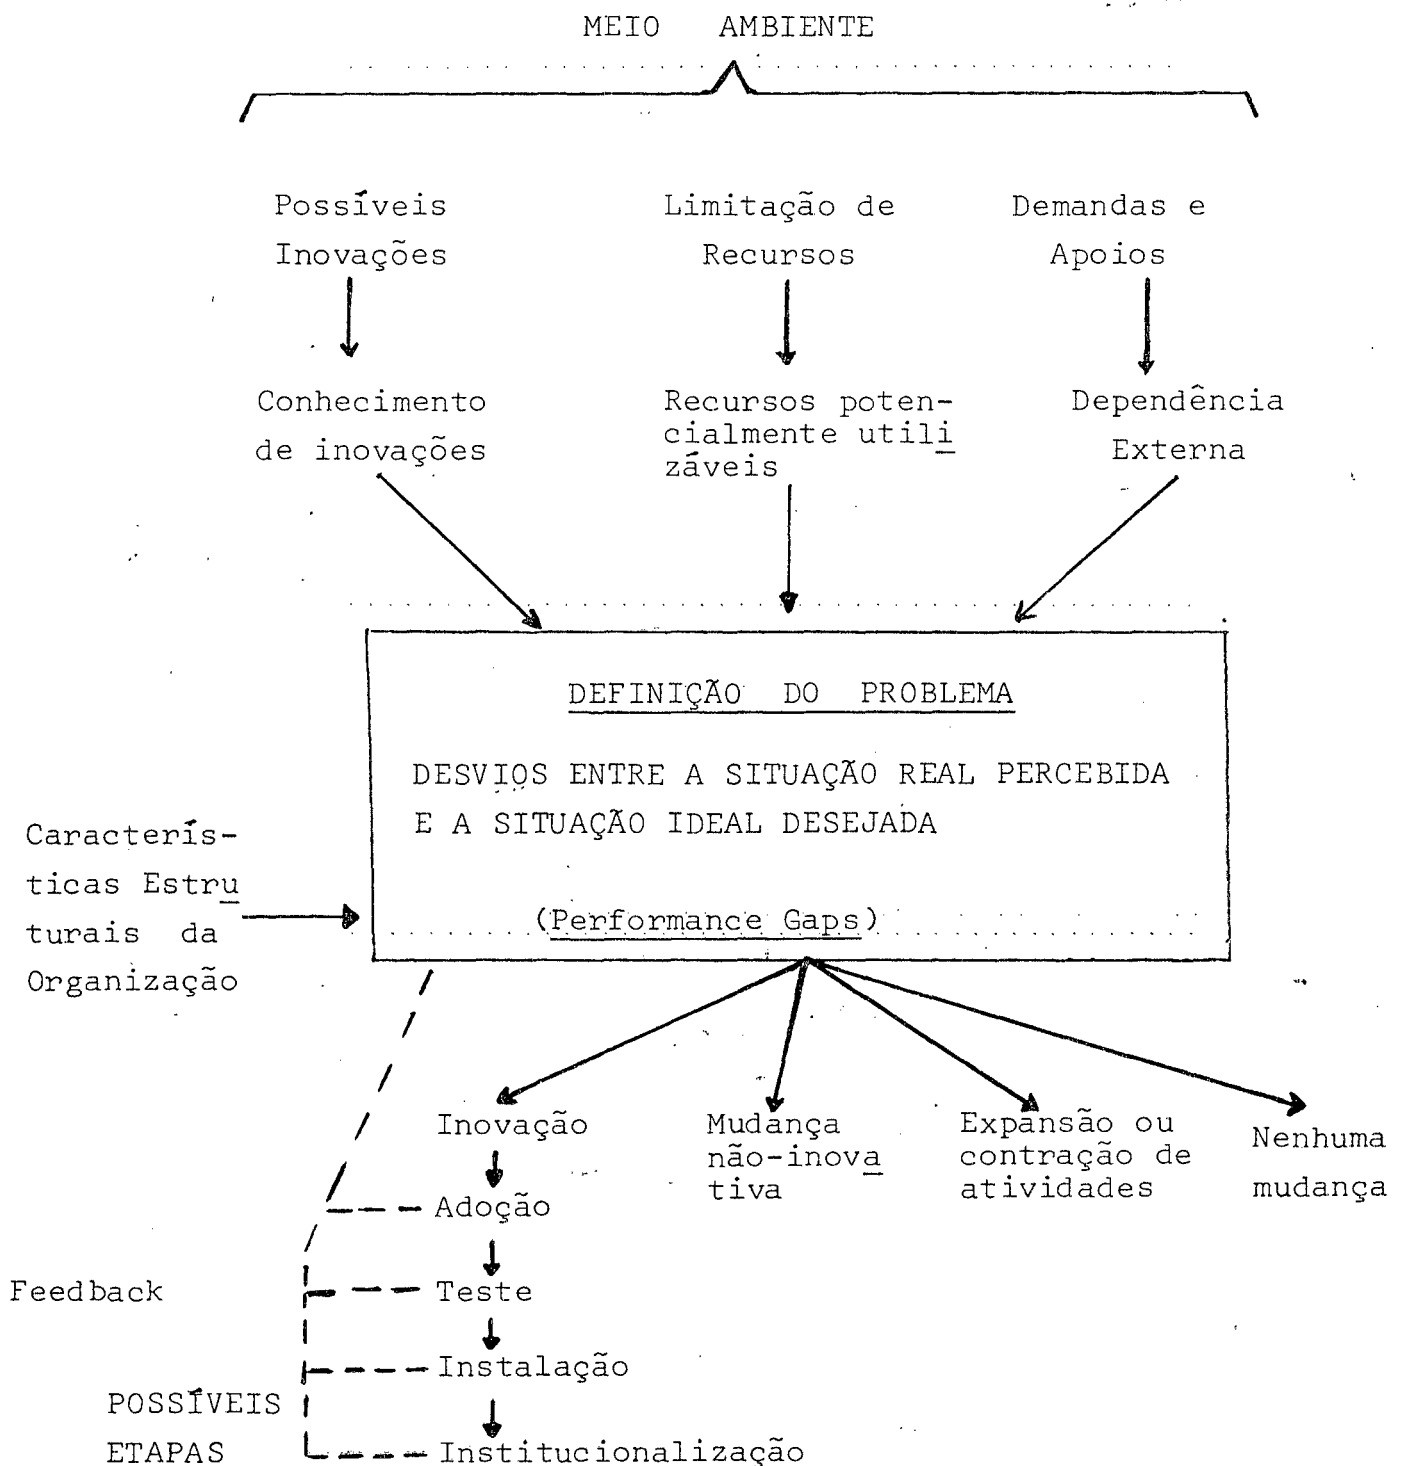 MEIO AMBIENTE
Possíveis
Inovações
Limitação de
Recursos
Demandas e
Apoios
Conhecimento
de inovações
Recursos poten-
cialmente utili
záveis
Dependência
Externa
DEFINIÇÃO DO PROBLEMA
DESVIOS ENTRE A SITUAÇÃO REAL PERCEBIDA
E A SITUAÇÃO IDEAL DESEJADA
(Performance Gaps)
Caracterís-
ticas Estru
turais da
Organização
Inovação
Mudança
não-inova
tiva
Expansão ou
contração de
atividades
Nenhuma
mudança
Adoção
Feedback
Teste
Instalação
POSSÍVEIS
ETAPAS
Institucionalização